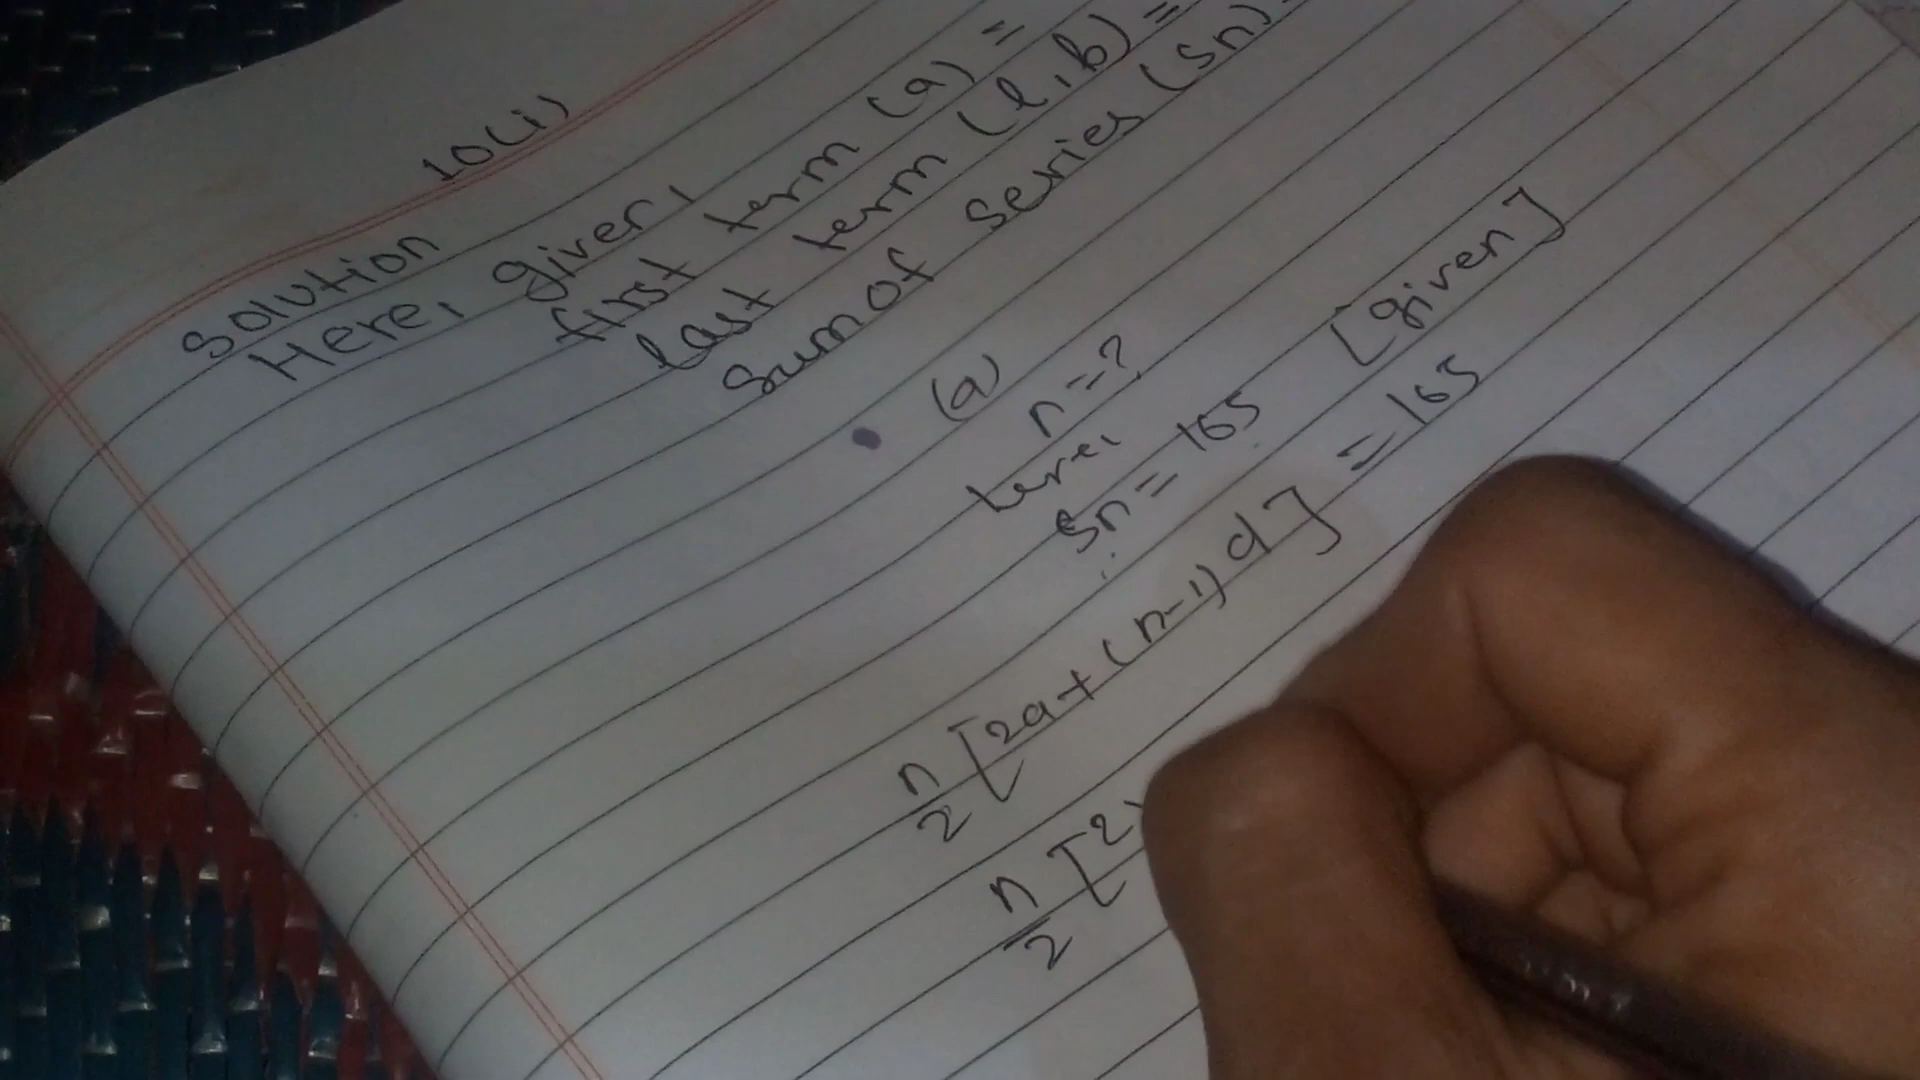 10(i)
Solution
Here, given,
first term (a) =
last term (l, b) =
Sum of Series (Sn)
(a)
n = ?
here,
Sn = 165 [given]
n/2 [2a + (n-1) d] = 165
n/2 [2